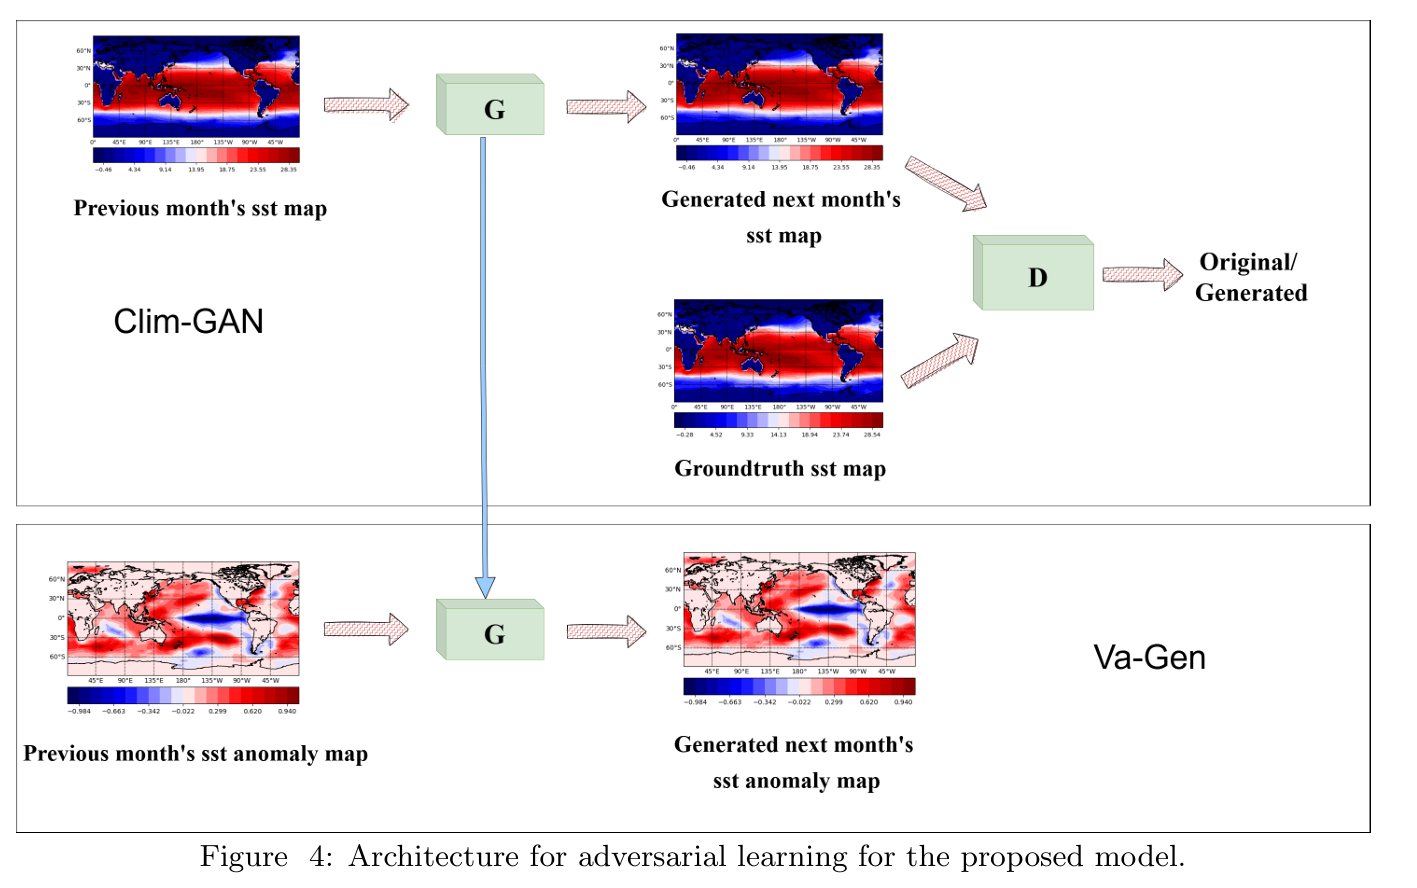 60°N
30°N
0°
30°S
60°S
0° 45°E 90°E 135°E 180° 135°W 90°W 45°W
−0.46 4.34 9.14 13.95 18.75 23.55 28.35
Previous month's sst map
G
60°N
30°N
0°
30°S
60°S
0° 45°E 90°E 135°E 180° 135°W 90°W 45°W
−0.46 4.34 9.14 13.95 18.75 23.55 28.35
Generated next month's
sst map
D
Original/
Generated
Clim-GAN
60°N
30°N
0°
30°S
60°S
0° 45°E 90°E 135°E 180° 135°W 90°W 45°W
−0.28 4.52 9.33 14.13 18.94 23.74 28.54
Groundtruth sst map
60°N
30°N
0°
30°S
60°S
45°E 90°E 135°E 180° 135°W 90°W 45°W
−0.984 −0.663 −0.342 −0.022 0.299 0.620 0.940
Previous month's sst anomaly map
G
60°N
30°N
0°
30°S
60°S
45°E 90°E 135°E 180° 135°W 90°W 45°W
−0.984 −0.663 −0.342 −0.022 0.299 0.620 0.940
Generated next month's
sst anomaly map
Va-Gen
Figure 4: Architecture for adversarial learning for the proposed model.